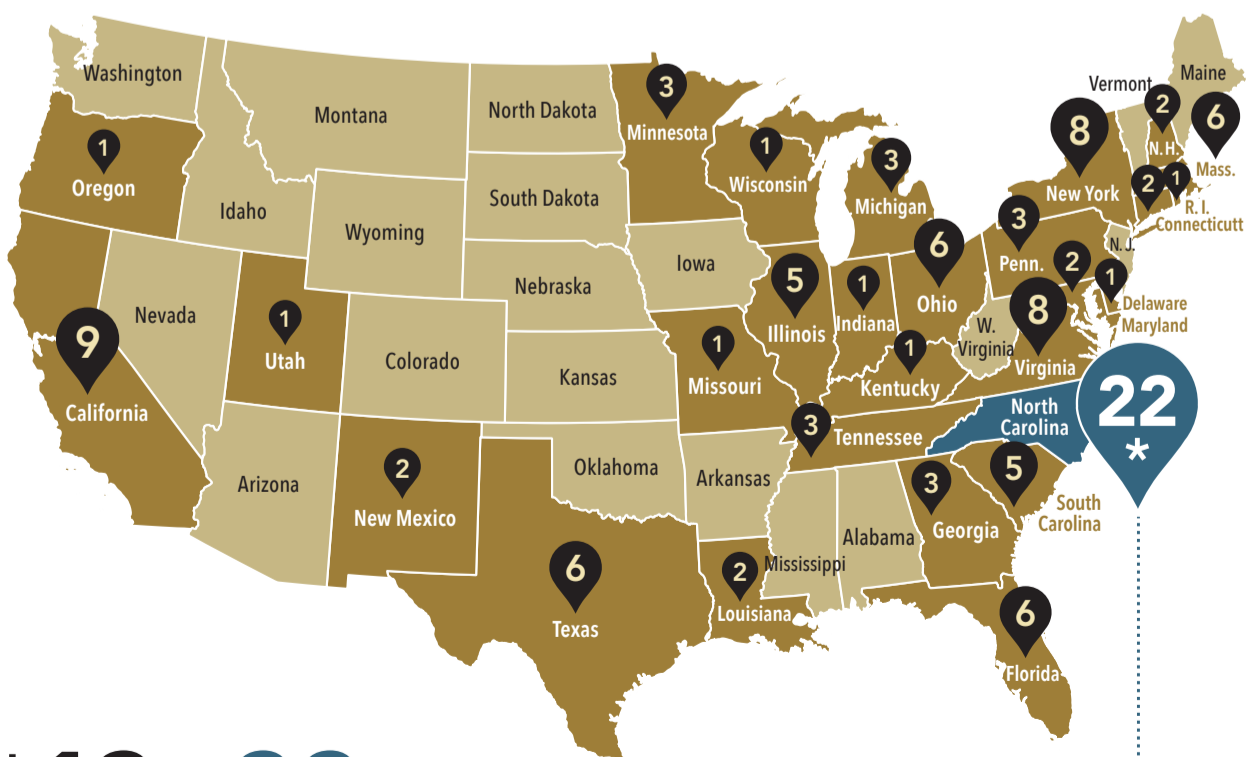 Washington
Montana
North Dakota
3
Minnesota
1
Oregon
Idaho
Wyoming
South Dakota
1
Wisconsin
3
Michigan
8
New York
Vermont
2
N.H.
Maine
6
Mass.
2
1
R. I.
Connecticutt
Nebraska
Iowa
5
Illinois
1
Indiana
6
Ohio
3
Penn.
2
N. J.
1
Delaware
Maryland
9
California
Nevada
1
Utah
Colorado
Kansas
1
Missouri
1
Kentucky
W.
Virginia
8
Virginia
22
*
North
Carolina
3
Tennessee
Arizona
2
New Mexico
Oklahoma
Arkansas
3
Georgia
5
South
Carolina
6
Texas
2
Louisiana
Mississippi
Alabama
6
Florida